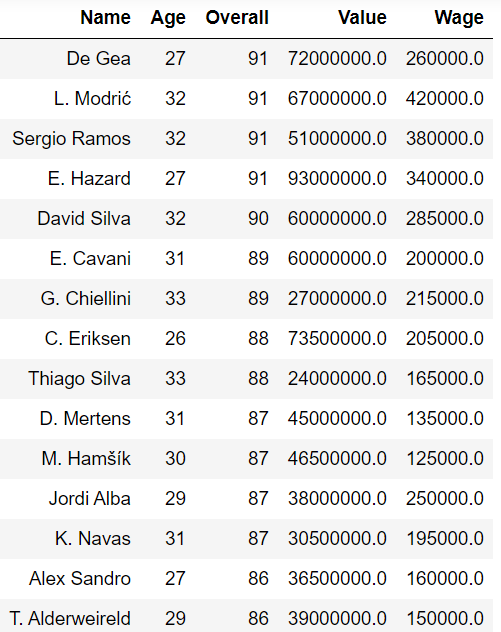 Name Age Overall Value Wage
De Gea 27 91 72000000.0 260000.0
L. Modrić 32 91 67000000.0 420000.0
Sergio Ramos 32 91 51000000.0 380000.0
E. Hazard 27 91 93000000.0 340000.0
David Silva 32 90 60000000.0 285000.0
E. Cavani 31 89 60000000.0 200000.0
G. Chiellini 33 89 27000000.0 215000.0
C. Eriksen 26 88 73500000.0 205000.0
Thiago Silva 33 88 24000000.0 165000.0
D. Mertens 31 87 45000000.0 135000.0
M. Hamšík 30 87 46500000.0 125000.0
Jordi Alba 29 87 38000000.0 250000.0
K. Navas 31 87 30500000.0 195000.0
Alex Sandro 27 86 36500000.0 160000.0
T. Alderweireld 29 86 39000000.0 150000.0